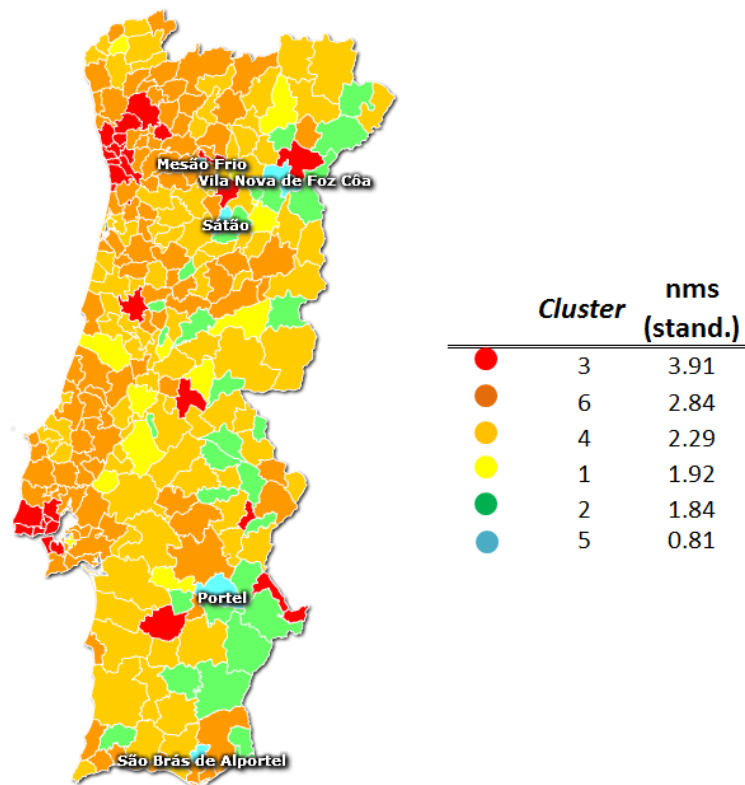 Mesão Frio
Vila Nova de Foz Côa
Sátão
Portel
São Brás de Alportel
Cluster nms (stand.)
3 3.91
6 2.84
4 2.29
1 1.92
2 1.84
5 0.81